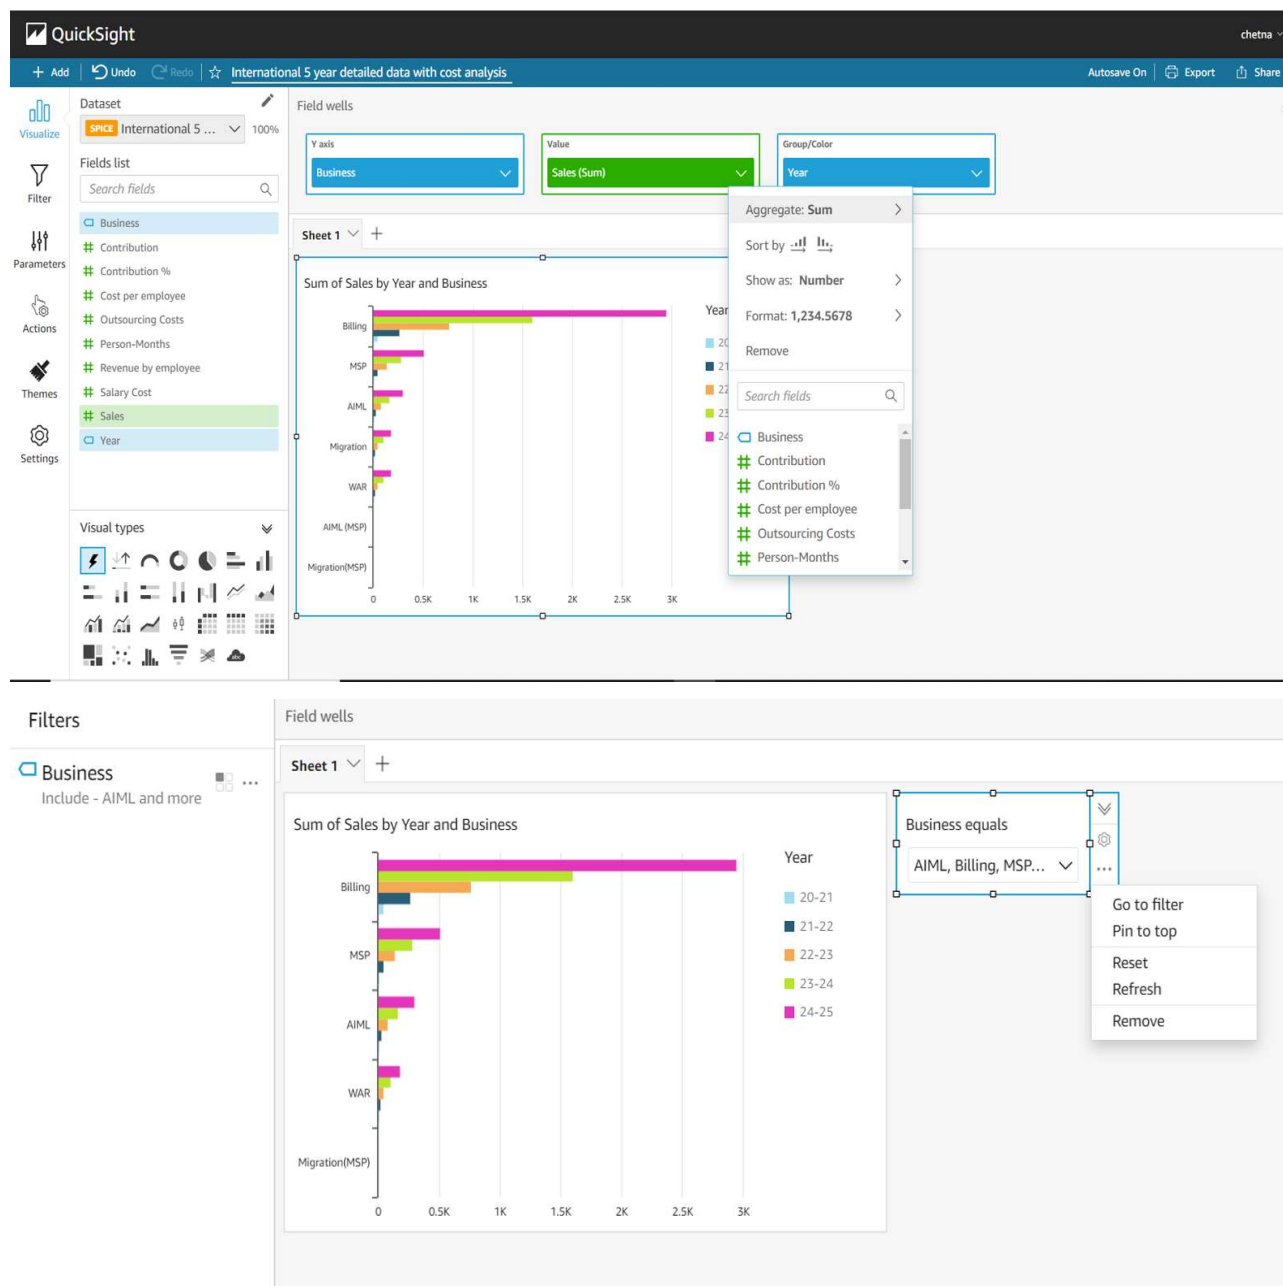 QuickSight
chetna
+ Add Undo Redo International 5 year detailed data with cost analysis Autosave On Export Share
Visualize
Filter
Parameters
Actions
Themes
Settings
Dataset
SPICE International 5 ... 100%
Fields list
Search fields
Business
Contribution
Contribution %
Cost per employee
Outsourcing Costs
Person-Months
Revenue by employee
Salary Cost
Sales
Year
Visual types
abc
Field wells
Y axis
Business
Value
Sales (Sum)
Group/Color
Year
Sheet 1 +
Sum of Sales by Year and Business
Billing
MSP
AIML
Migration
WAR
AIML (MSP)
Migration(MSP)
0 0.5K 1K 1.5K 2K 2.5K 3K
Year
20
21
22
23
24
Aggregate: Sum
Sort by
Show as: Number
Format: 1,234.5678
Remove
Search fields
Business
Contribution
Contribution %
Cost per employee
Outsourcing Costs
Person-Months
Filters
Business
Include - AIML and more
Field wells
Sheet 1 +
Sum of Sales by Year and Business
Billing
MSP
AIML
WAR
Migration(MSP)
0 0.5K 1K 1.5K 2K 2.5K 3K
Year
20-21
21-22
22-23
23-24
24-25
Business equals
AIML, Billing, MSP...
Go to filter
Pin to top
Reset
Refresh
Remove